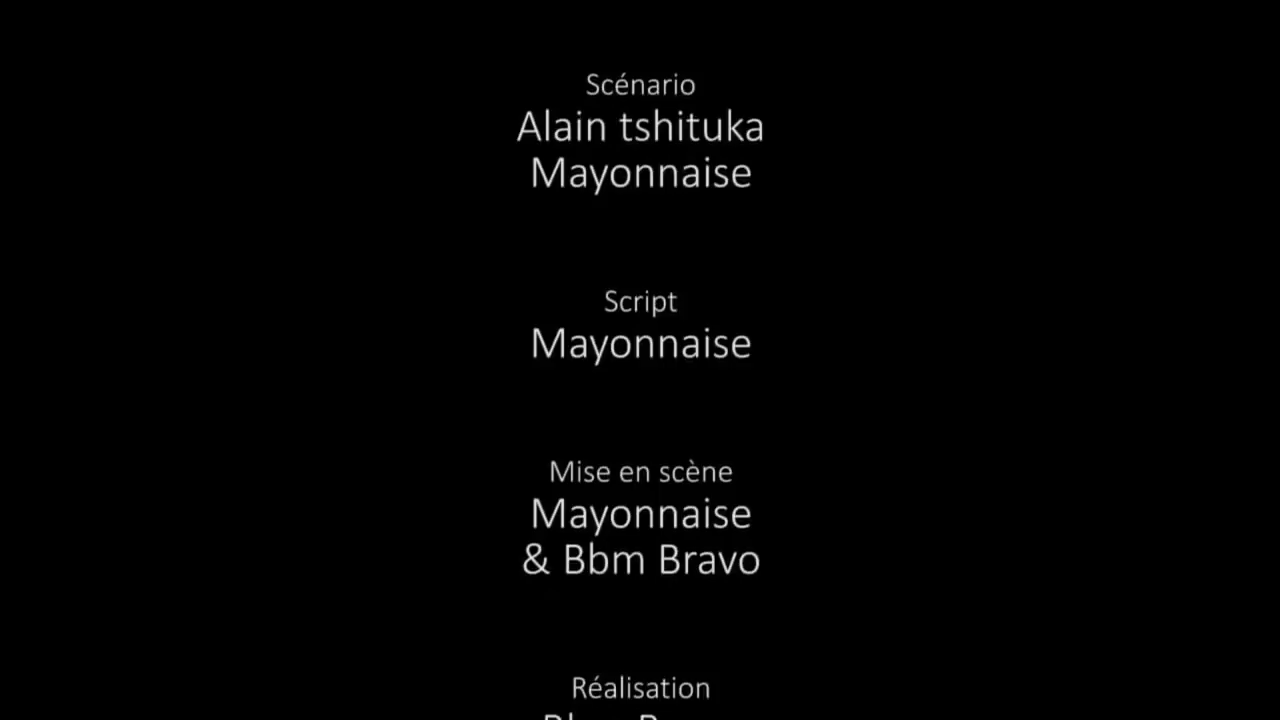 Scénario
Alain tshituka
Mayonnaise
Script
Mayonnaise
Mise en scène
Mayonnaise
& Bbm Bravo
Réalisation